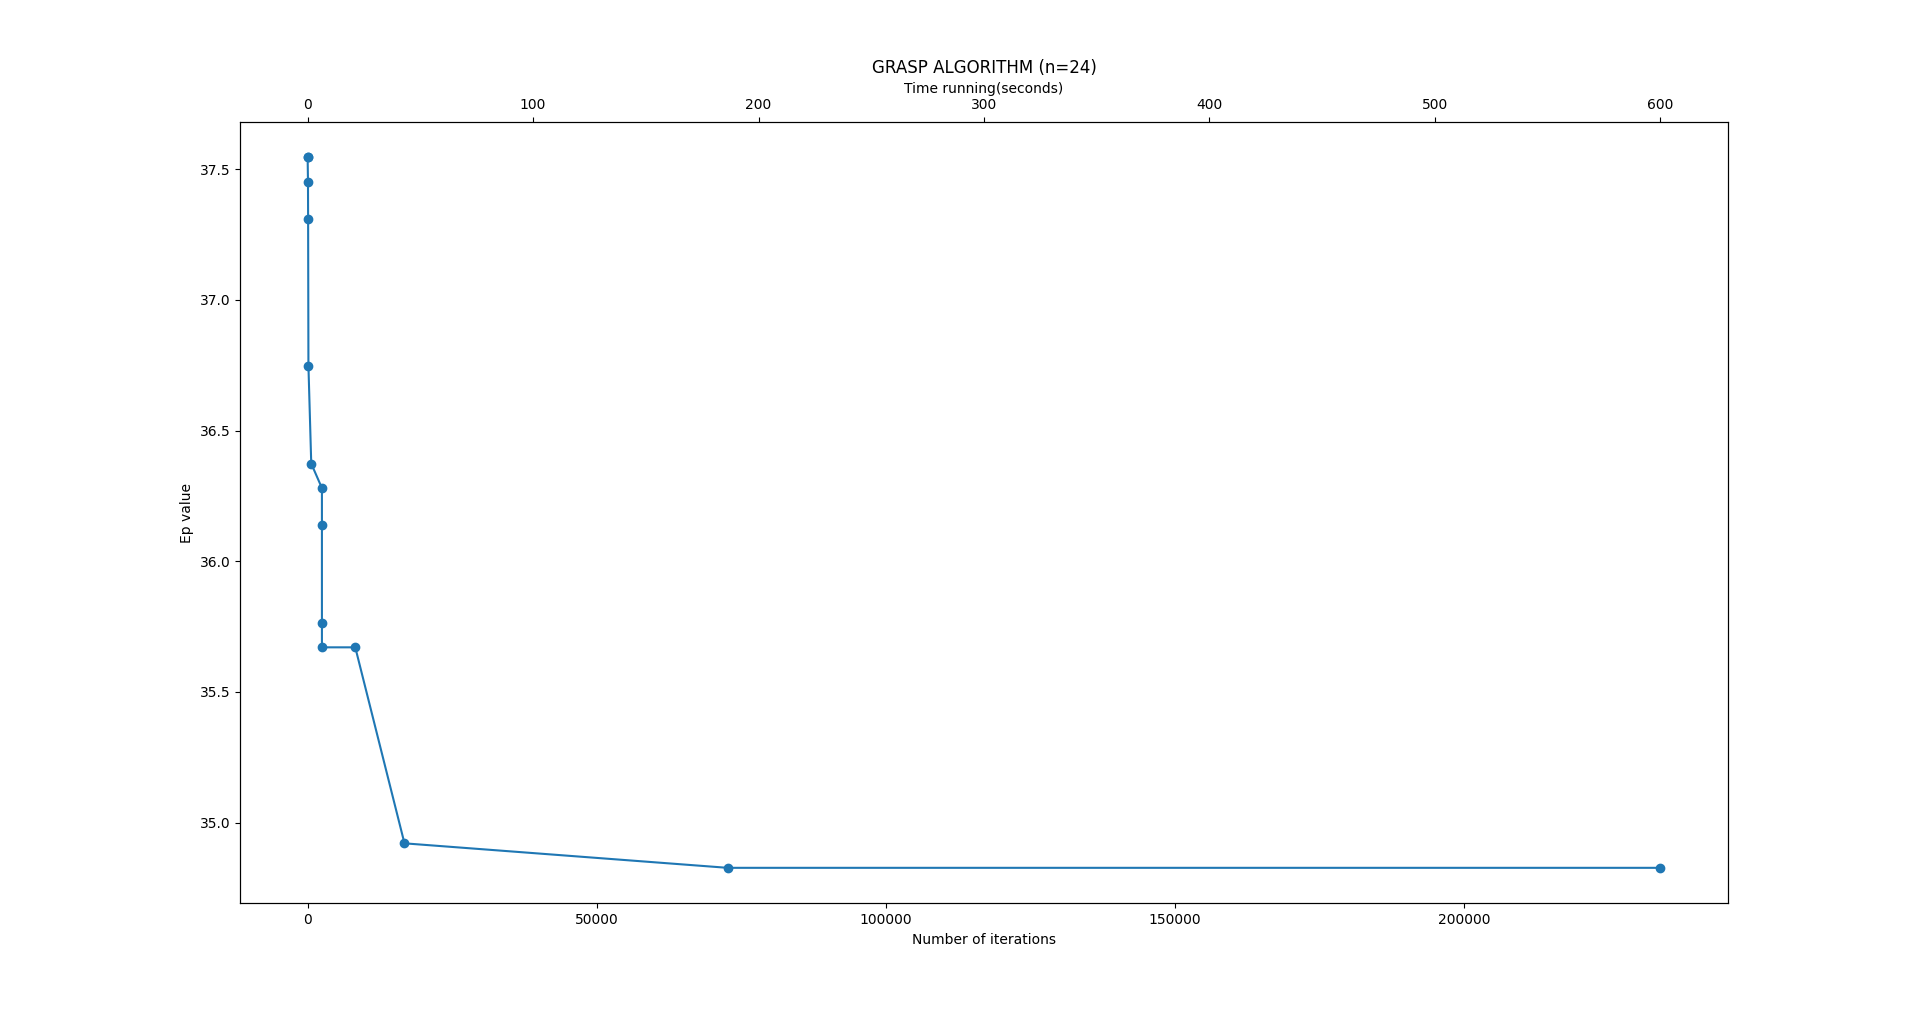 GRASP ALGORITHM (n=24)
Time running(seconds)
0 100 200 300 400 500 600
37.5
37.0
36.5
36.0
35.5
35.0
Ep value
0 50000 100000 150000 200000
Number of iterations